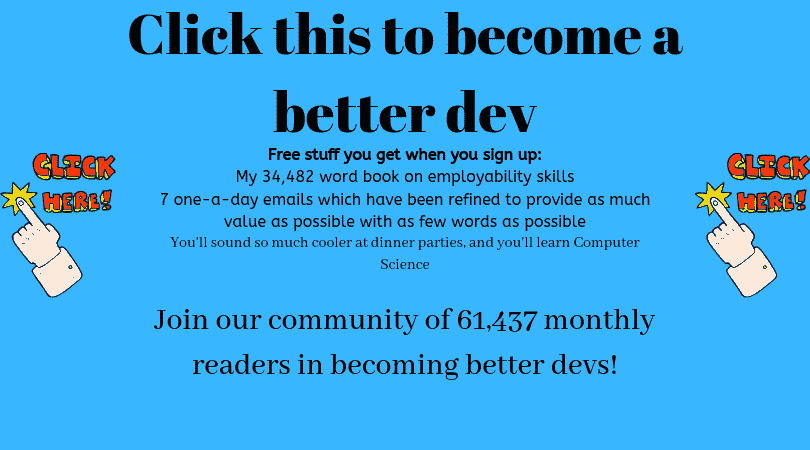 Click this to become a
better dev
Free stuff you get when you sign up:
My 34,482 word book on employability skills
7 one-a-day emails which have been refined to provide as much
value as possible with as few words as possible
You'll sound so much cooler at dinner parties, and you'll learn Computer
Science
CLICK
HERE!
CLICK
HERE!
Join our community of 61,437 monthly
readers in becoming better devs!